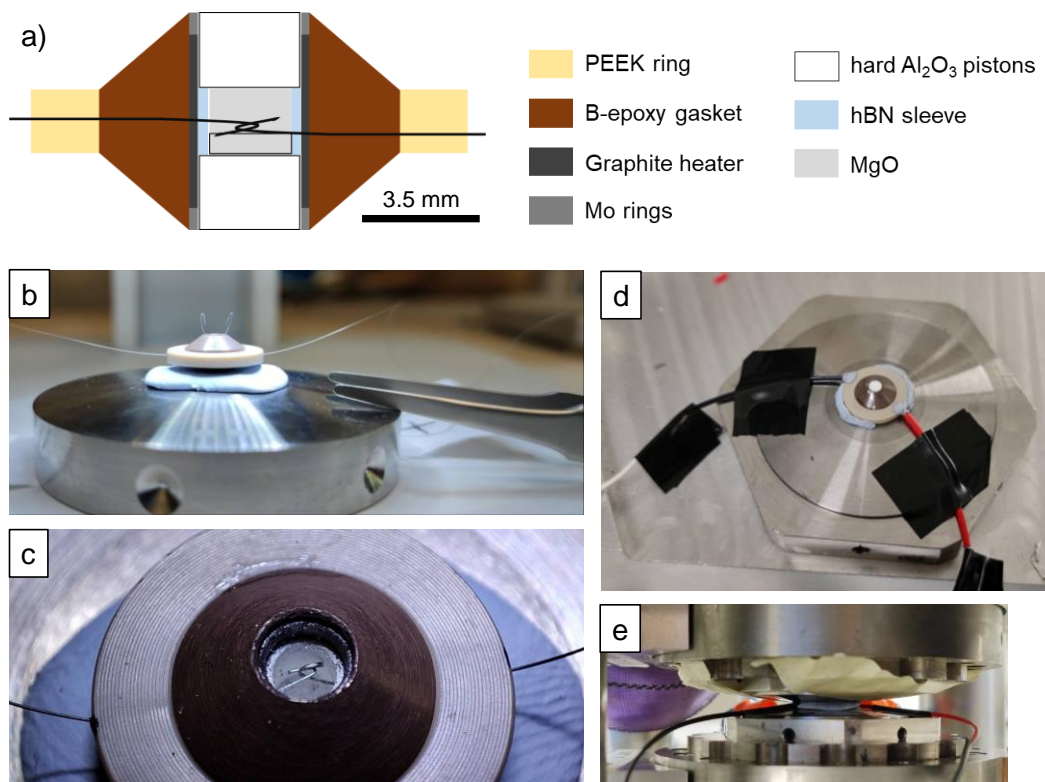 a)
PEEK ring
hard Al₂O₃ pistons
B-epoxy gasket
hBN sleeve
Graphite heater
MgO
Mo rings
3.5 mm
b
d
c
e